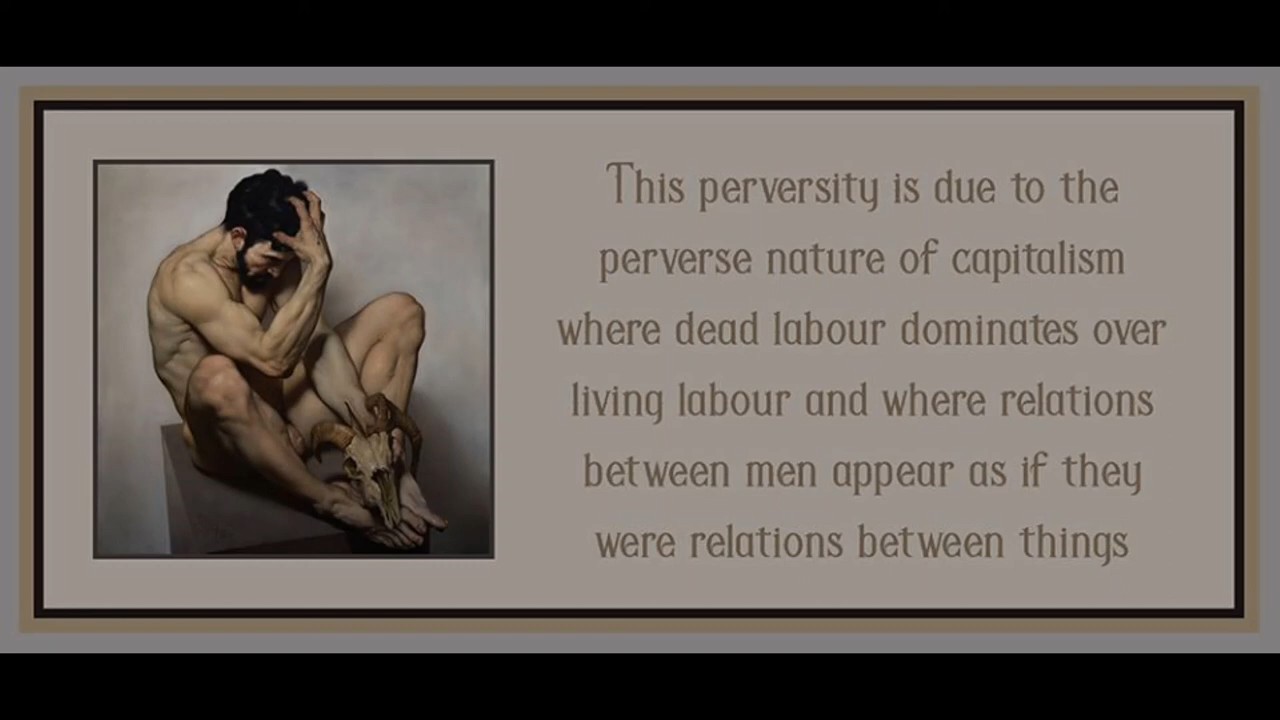 This perversity is due to the
perverse nature of capitalism
where dead labour dominates over
living labour and where relations
between men appear as if they
were relations between things